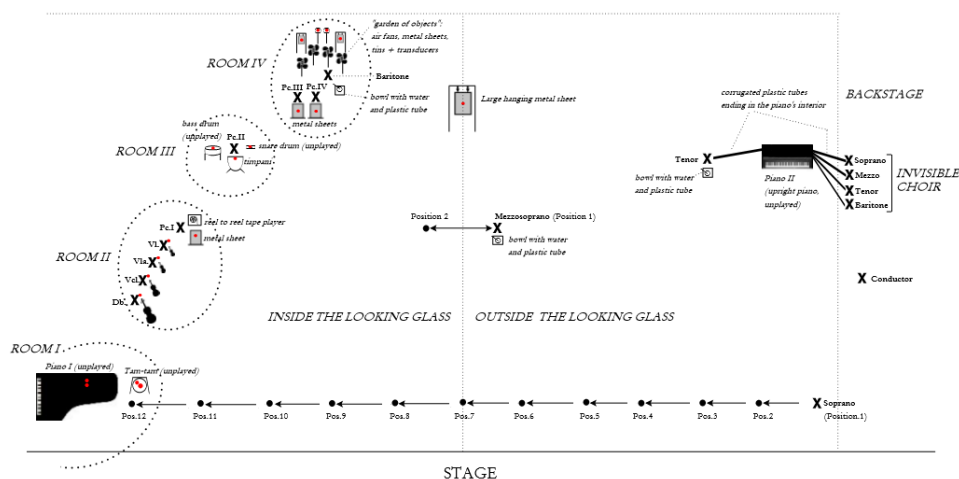 "garden of objects":
air fans, metal sheets,
tins + transducers
ROOM IV
Baritone
Pc.III Pc.IV
bowl with water
and plastic tube
metal sheets
Large hanging metal sheet
corrugated plastic tubes
ending in the piano's interior
BACKSTAGE
bass drum
(unplayed)
Pc.II
snare drum (unplayed)
ROOM III
timpani
Tenor
bowl with water
and plastic tube
Piano II
(upright piano,
unplayed)
Soprano
Mezzo
Tenor
Baritone
INVISIBLE
CHOIR
Position 2
Mezzosoprano (Position 1)
bowl with water
and plastic tube
Pc.I
reel to reel tape player
metal sheet
Vl.
Vla.
ROOM II
Vcl.
Db.
Conductor
INSIDE THE LOOKING GLASS
OUTSIDE THE LOOKING GLASS
ROOM I
Piano I (unplayed)
Tam-tam (unplayed)
Pos.12
Pos.11
Pos.10
Pos.9
Pos.8
Pos.7
Pos.6
Pos.5
Pos.4
Pos.3
Pos.2
Soprano
(Position.1)
STAGE